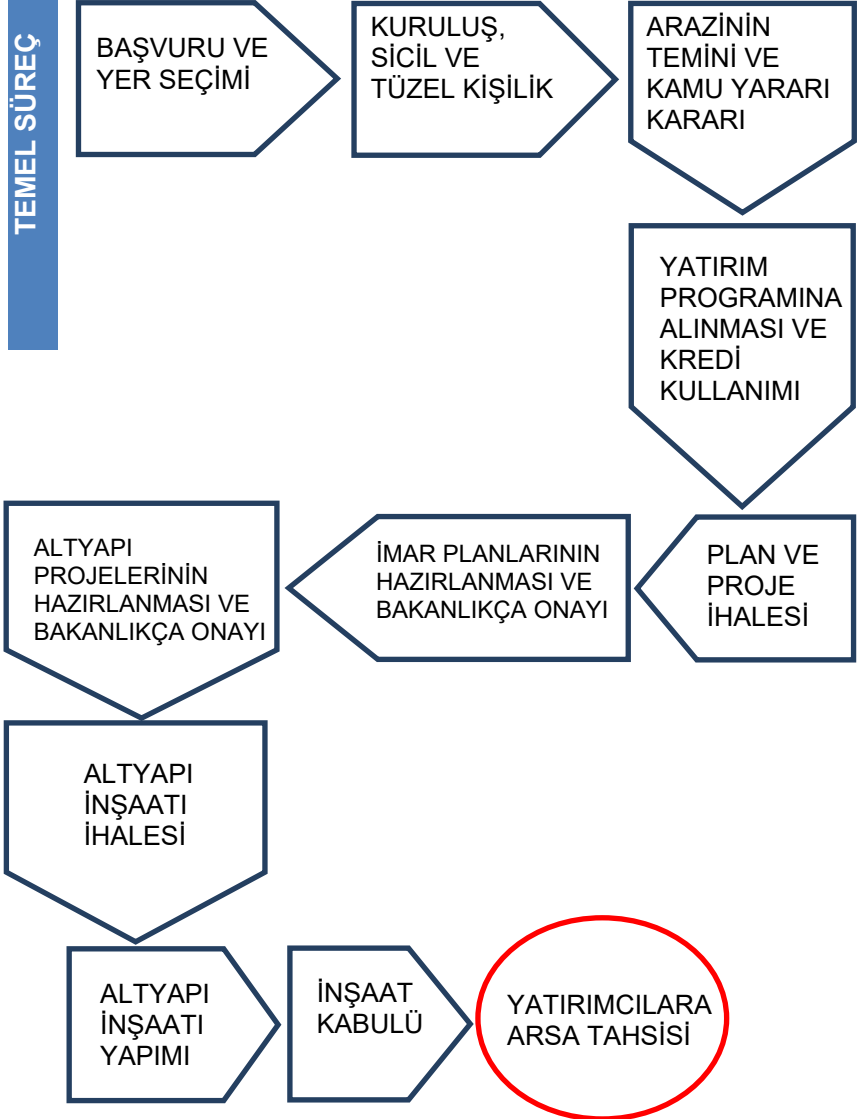 TEMEL SÜREÇ
BAŞVURU VE
YER SEÇİMİ
KURULUŞ,
SİCİL VE
TÜZEL KİŞİLİK
ARAZİNİN
TEMİNİ VE
KAMU YARARI
KARARI
YATIRIM
PROGRAMINA
ALINMASI VE
KREDİ
KULLANIMI
PLAN VE
PROJE
İHALESİ
İMAR PLANLARININ
HAZIRLANMASI VE
BAKANLIKÇA ONAYI
ALTYAPI
PROJELERİNİN
HAZIRLANMASI VE
BAKANLIKÇA ONAYI
ALTYAPI
İNŞAATI
İHALESİ
ALTYAPI
İNŞAATI
YAPIMI
İNŞAAT
KABULÜ
YATIRIMCILARA
ARSA TAHSİSİ